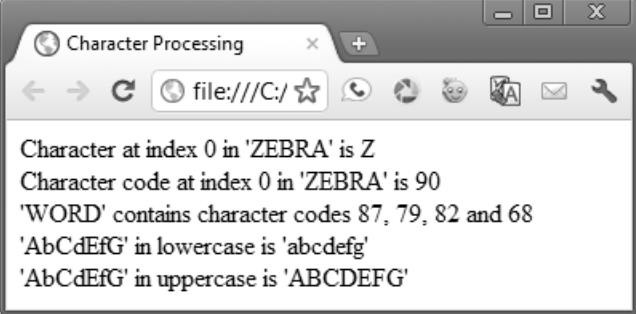 Character Processing
file:///C:/
Character at index 0 in 'ZEBRA' is Z
Character code at index 0 in 'ZEBRA' is 90
'WORD' contains character codes 87, 79, 82 and 68
'AbCdEfG' in lowercase is 'abcdefg'
'AbCdEfG' in uppercase is 'ABCDEFG'